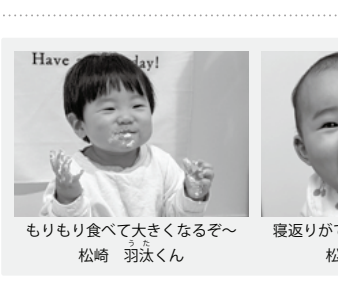 Have a day!
もりもり食べて大きくなるぞ〜
うた
松崎　羽汰くん
寝返りがで
松